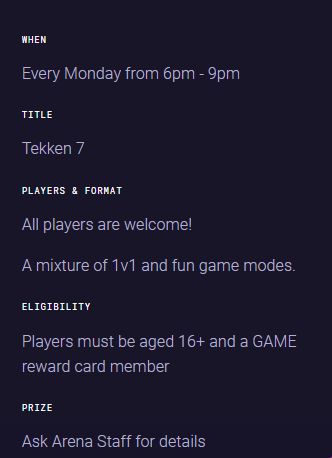 WHEN
Every Monday from 6pm - 9pm
TITLE
Tekken 7
PLAYERS & FORMAT
All players are welcome!
A mixture of 1v1 and fun game modes.
ELIGIBILITY
Players must be aged 16+ and a GAME
reward card member
PRIZE
Ask Arena Staff for details